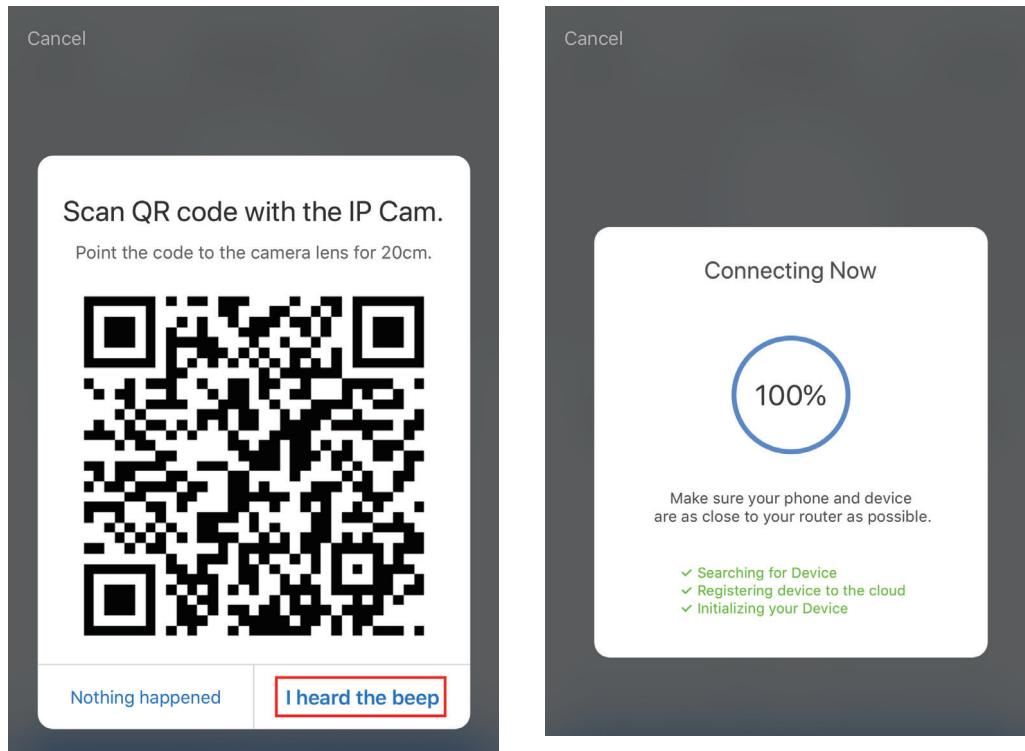 Cancel
Scan QR code with the IP Cam.
Point the code to the camera lens for 20cm.
Nothing happened
I heard the beep
Cancel
Connecting Now
100%
Make sure your phone and device
are as close to your router as possible.
✓ Searching for Device
✓ Registering device to the cloud
✓ Initializing your Device